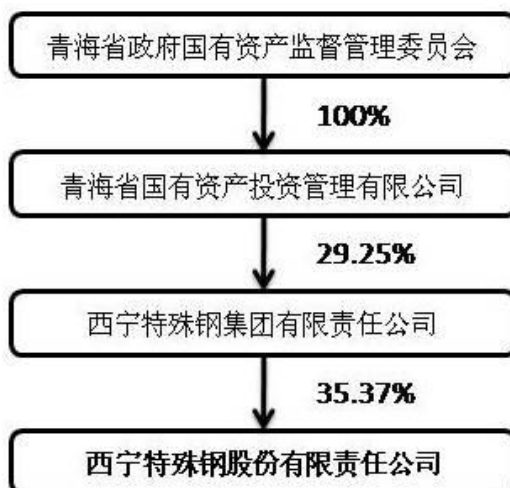 青海省政府国有资产监督管理委员会
100%
青海省国有资产投资管理有限公司
29.25%
西宁特殊钢集团有限责任公司
35.37%
西宁特殊钢股份有限责任公司